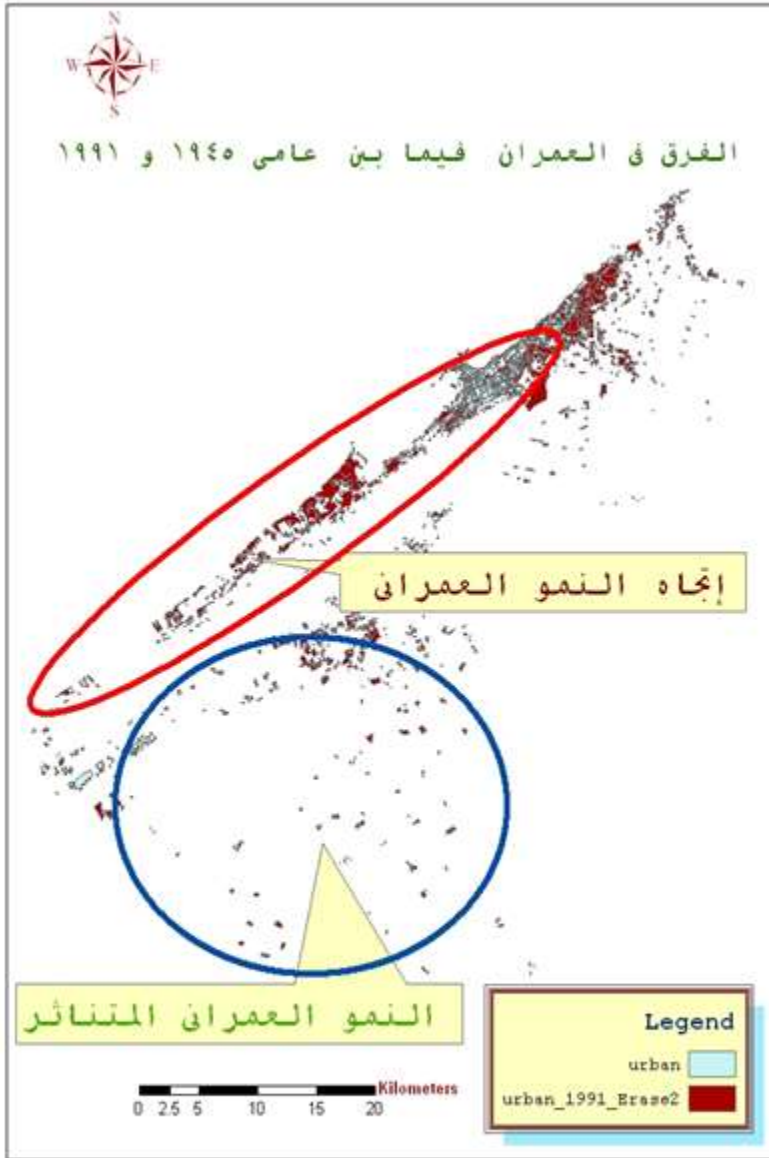 N
W E
S
الفرق فى العمران فيما بين عامى ١٩٤٥ و ١٩٩١
إتجاه النمو العمرانى
النمو العمرانى المتناثر
Legend
urban
urban_1991_Erase2
Kilometers
0 2.5 5 10 15 20